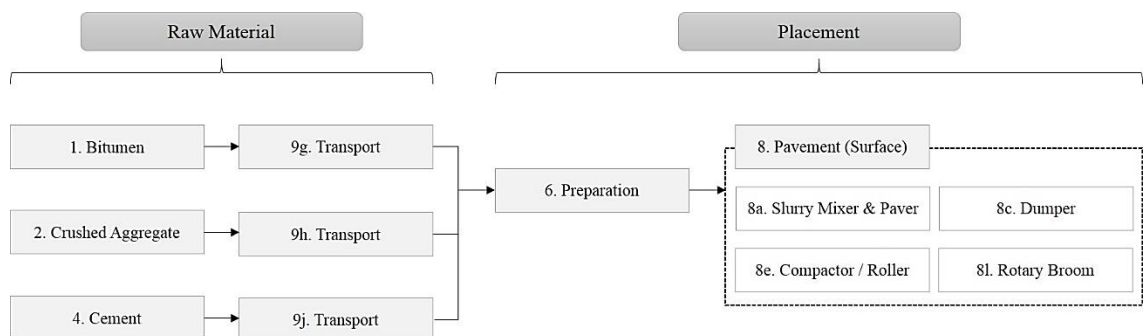 Raw Material
Placement
1. Bitumen
9g. Transport
8. Pavement (Surface)
6. Preparation
8a. Slurry Mixer & Paver
8c. Dumper
2. Crushed Aggregate
9h. Transport
8e. Compactor / Roller
8l. Rotary Broom
4. Cement
9j. Transport